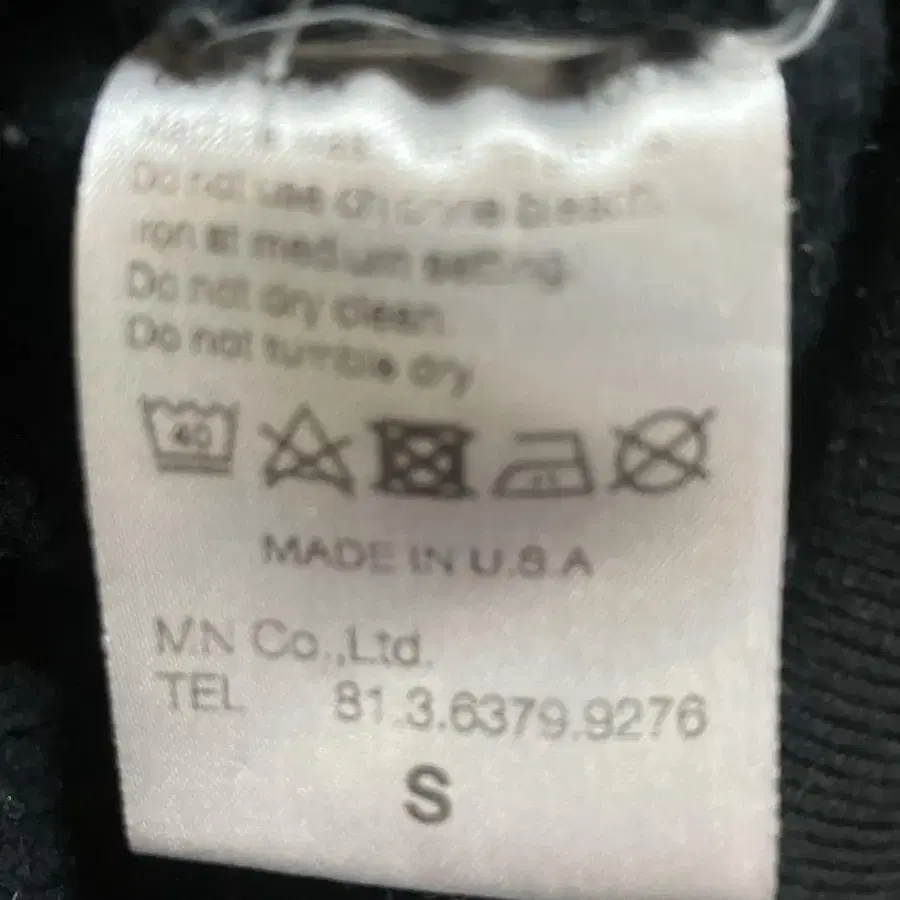 Do not use chlorine bleach.
Iron at medium setting.
Do not dry clean.
Do not tumble dry
40
MADE IN U.S.A
MN Co.,Ltd.
TEL 81.3.6379.9276
S